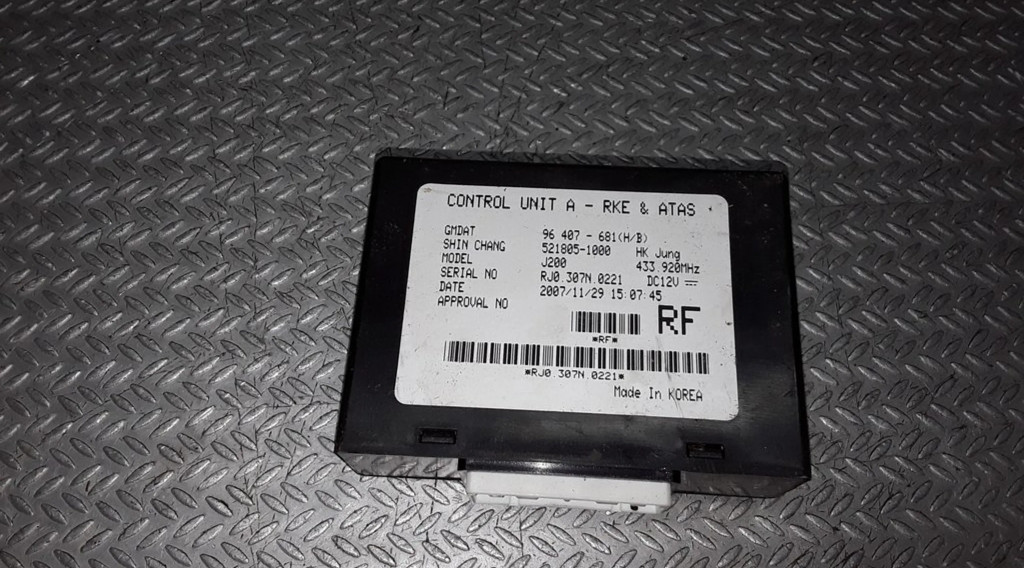 CONTROL UNIT A - RKE & ATAS
GMDAT 96 407 - 681(H/B)
SHIN CHANG 521805-1000 HK Jung
MODEL J200 433.920MHz
SERIAL NO RJ0.307N.0221 DC12V
DATE 2007/11/29 15:07:45
APPROVAL NO
RF
*RF*
*RJ0.307N.0221*
Made In KOREA